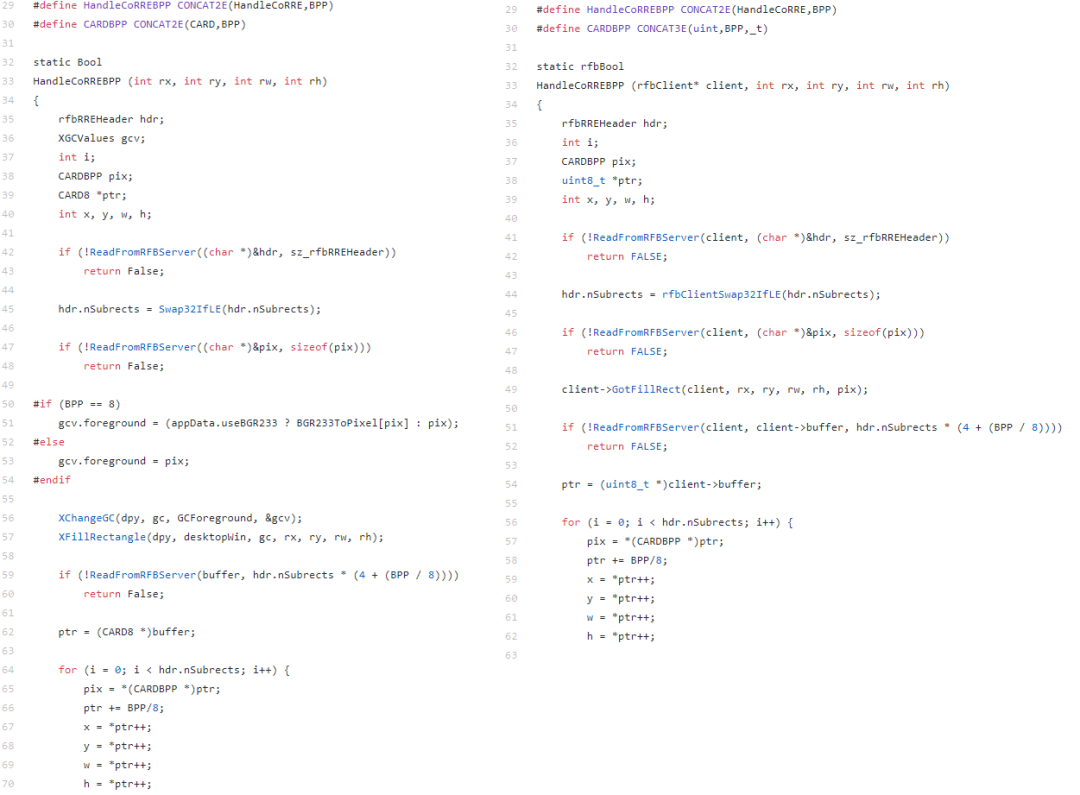 29 #define HandleCoRREBPP CONCAT2E(HandleCoRRE,BPP)
30 #define CARDBPP CONCAT2E(CARD,BPP)
31
32 static Bool
33 HandleCoRREBPP (int rx, int ry, int rw, int rh)
34 {
35     rfbRREHeader hdr;
36     XGCValues gcv;
37     int i;
38     CARDBPP pix;
39     CARD8 *ptr;
40     int x, y, w, h;
41
42     if (!ReadFromRFBServer((char *)&hdr, sz_rfbRREHeader))
43         return False;
44
45     hdr.nSubrects = Swap32IfLE(hdr.nSubrects);
46
47     if (!ReadFromRFBServer((char *)&pix, sizeof(pix)))
48         return False;
49
50 #if (BPP == 8)
51     gcv.foreground = (appData.useBGR233 ? BGR233ToPixel[pix] : pix);
52 #else
53     gcv.foreground = pix;
54 #endif
55
56     XChangeGC(dpy, gc, GCForeground, &gcv);
57     XFillRectangle(dpy, desktopWin, gc, rx, ry, rw, rh);
58
59     if (!ReadFromRFBServer(buffer, hdr.nSubrects * (4 + (BPP / 8))))
60         return False;
61
62     ptr = (CARD8 *)buffer;
63
64     for (i = 0; i < hdr.nSubrects; i++) {
65         pix = *(CARDBPP *)ptr;
66         ptr += BPP/8;
67         x = *ptr++;
68         y = *ptr++;
69         w = *ptr++;
70         h = *ptr++;
29 #define HandleCoRREBPP CONCAT2E(HandleCoRRE,BPP)
30 #define CARDBPP CONCAT3E(uint,BPP,_t)
31
32 static rfbBool
33 HandleCoRREBPP (rfbClient* client, int rx, int ry, int rw, int rh)
34 {
35     rfbRREHeader hdr;
36     int i;
37     CARDBPP pix;
38     uint8_t *ptr;
39     int x, y, w, h;
40
41     if (!ReadFromRFBServer(client, (char *)&hdr, sz_rfbRREHeader))
42         return FALSE;
43
44     hdr.nSubrects = rfbClientSwap32IfLE(hdr.nSubrects);
45
46     if (!ReadFromRFBServer(client, (char *)&pix, sizeof(pix)))
47         return FALSE;
48
49     client->GotFillRect(client, rx, ry, rw, rh, pix);
50
51     if (!ReadFromRFBServer(client, client->buffer, hdr.nSubrects * (4 + (BPP / 8))))
52         return FALSE;
53
54     ptr = (uint8_t *)client->buffer;
55
56     for (i = 0; i < hdr.nSubrects; i++) {
57         pix = *(CARDBPP *)ptr;
58         ptr += BPP/8;
59         x = *ptr++;
60         y = *ptr++;
61         w = *ptr++;
62         h = *ptr++;
63